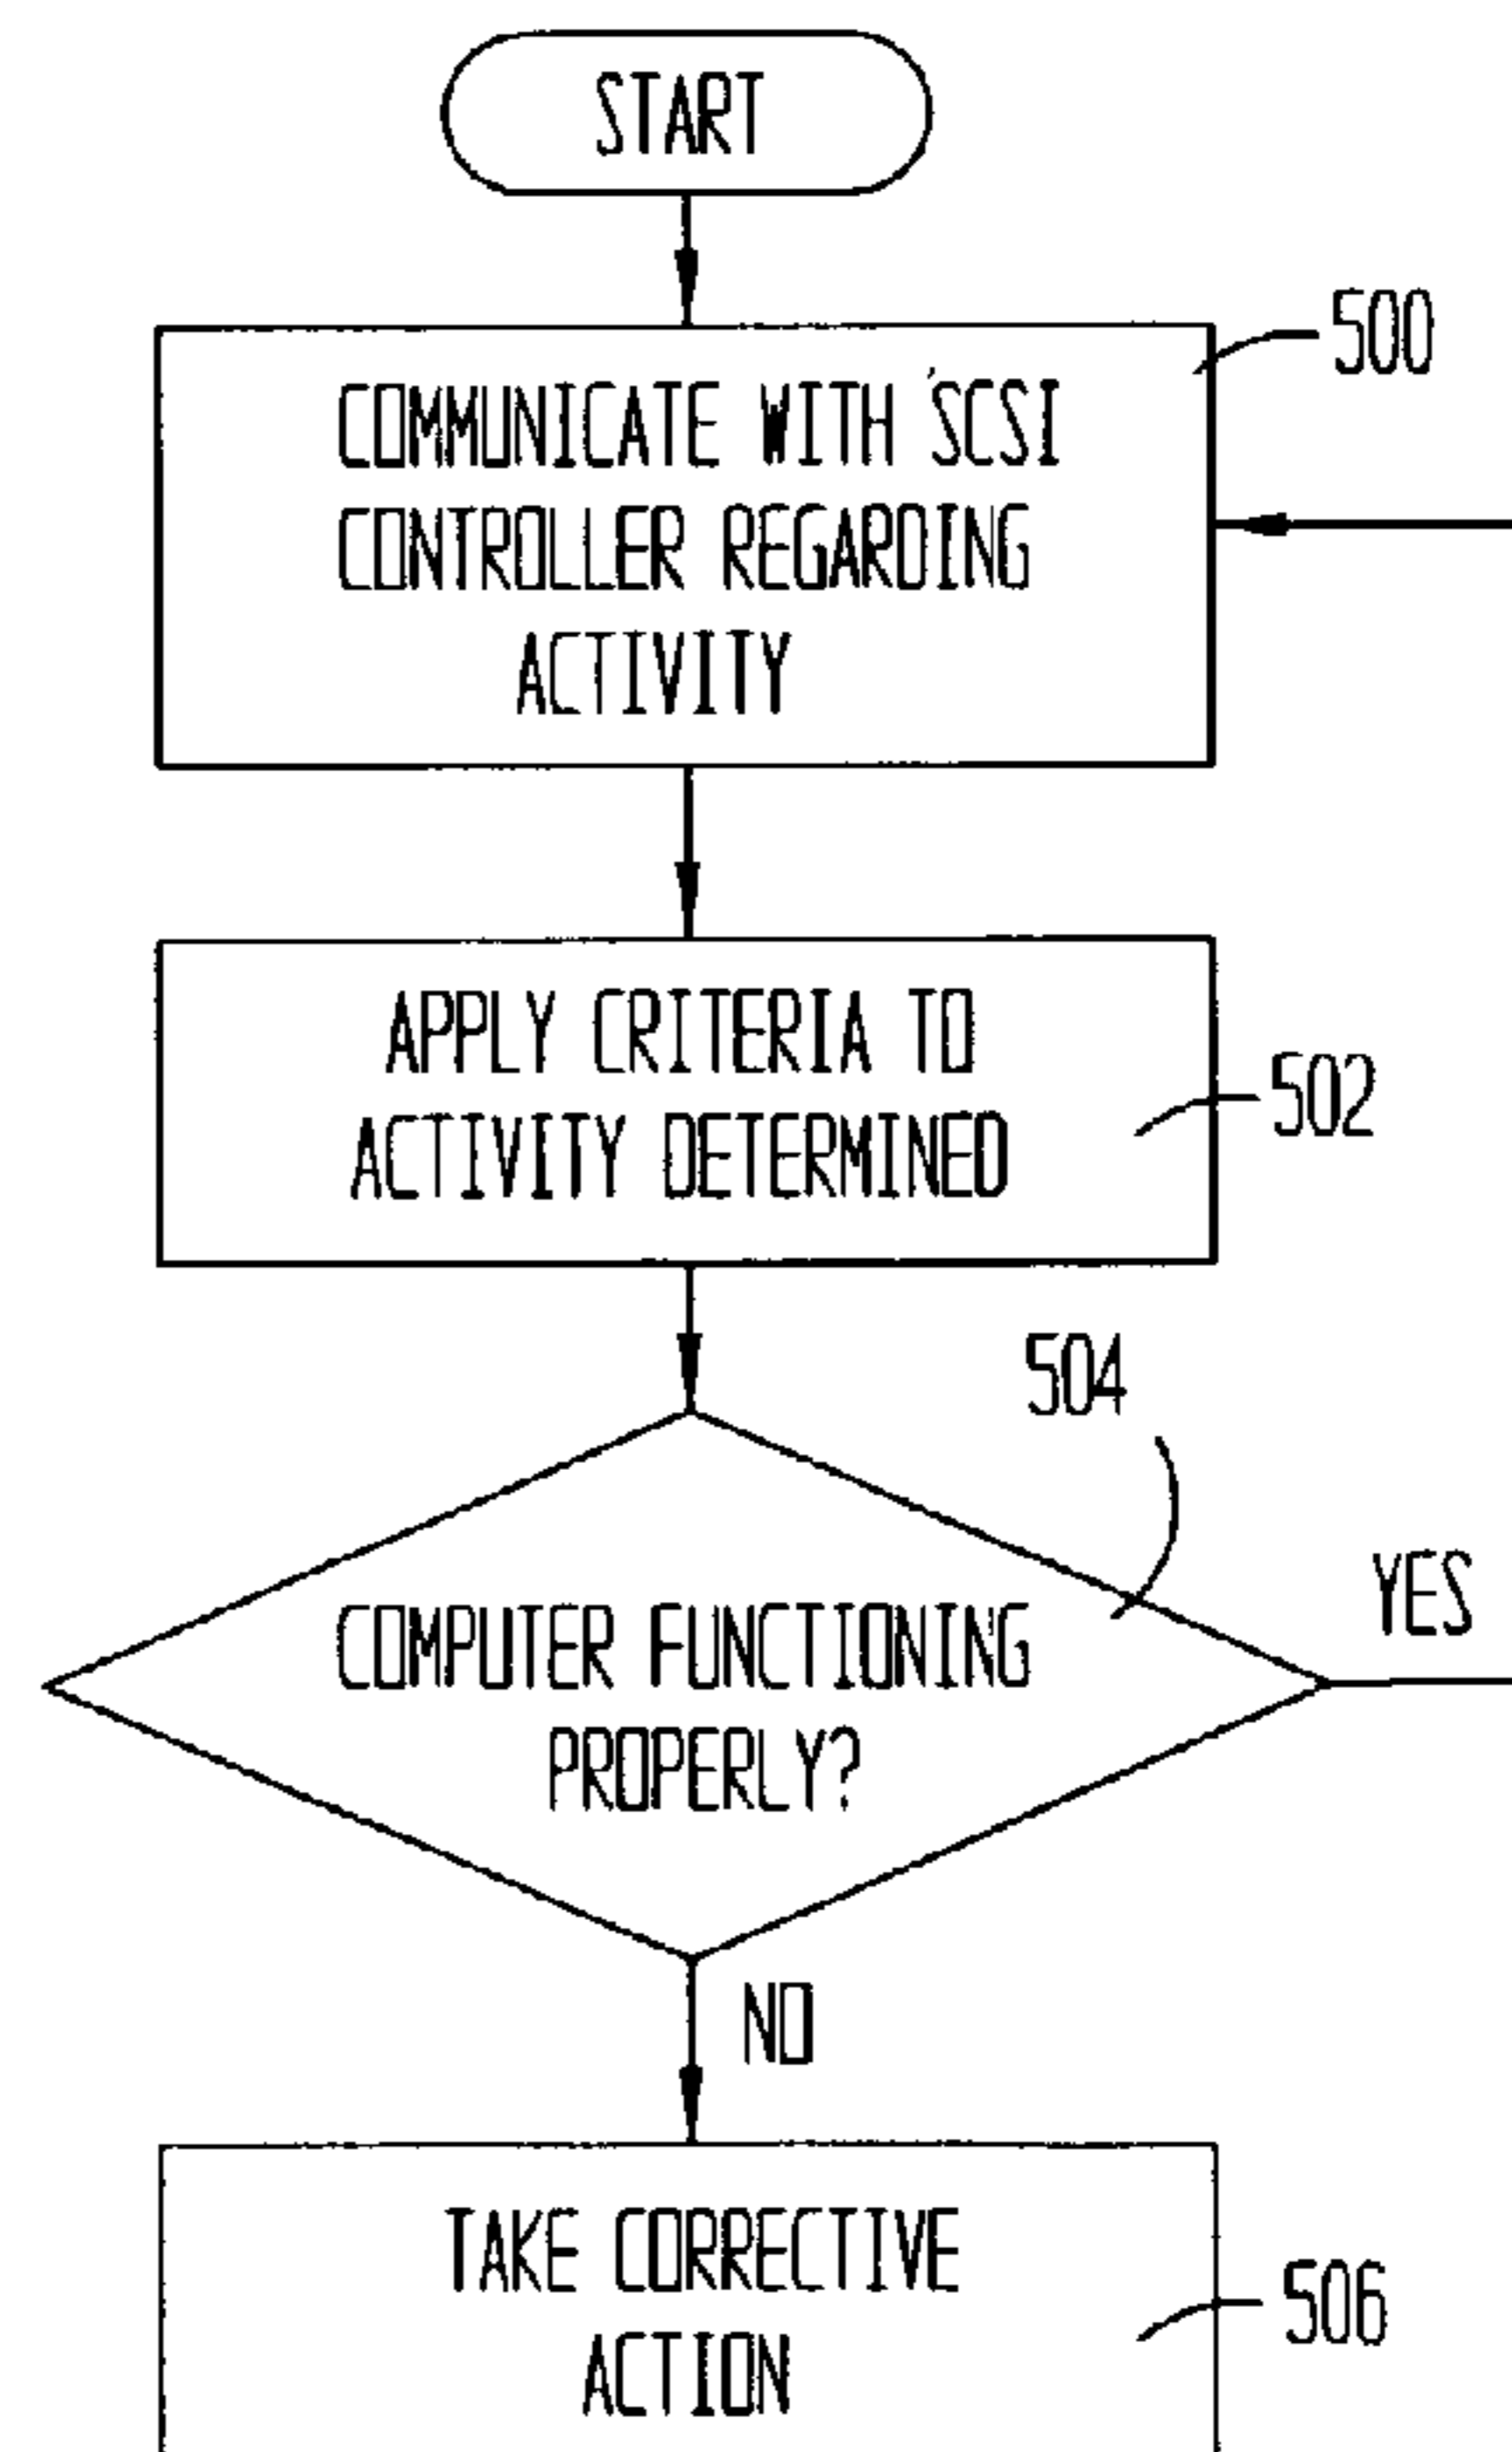 START
500
COMMUNICATE WITH SCSI
CONTROLLER REGARDING
ACTIVITY
APPLY CRITERIA TO
502
ACTIVITY DETERMINED
504
YES
COMPUTER FUNCTIONING
PROPERLY?
NO
TAKE CORRECTIVE
506
ACTION